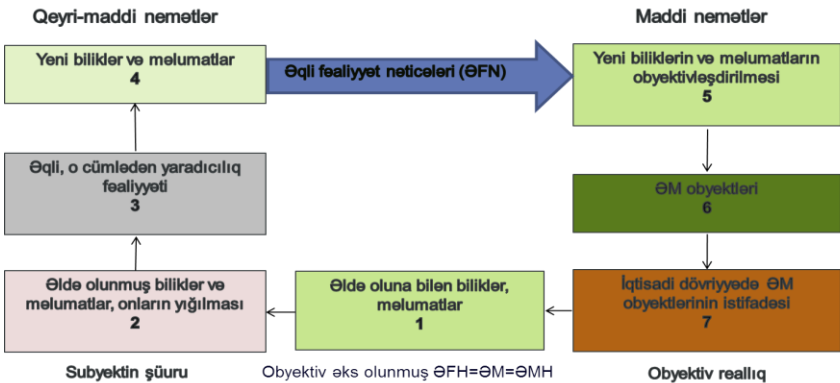 Qeyri-maddi nemətlər
Maddi nemətlər
Yeni biliklər və məlumatlar
4
Əqli fəaliyyət nəticələri (ƏFN)
Yeni biliklərin və məlumatların
obyektivləşdirilməsi
5
Əqli, o cümlədən yaradıcılıq
fəaliyyəti
3
ƏM obyektləri
6
Əldə olunmuş biliklər və
məlumatlar, onların yığılması
2
Əldə oluna bilən biliklər,
məlumatlar
1
İqtisadi dövriyyədə ƏM
obyektlərinin istifadəsi
7
Subyektin şüuru
Obyektiv əks olunmuş ƏFH=ƏM=ƏMH
Obyektiv reallıq